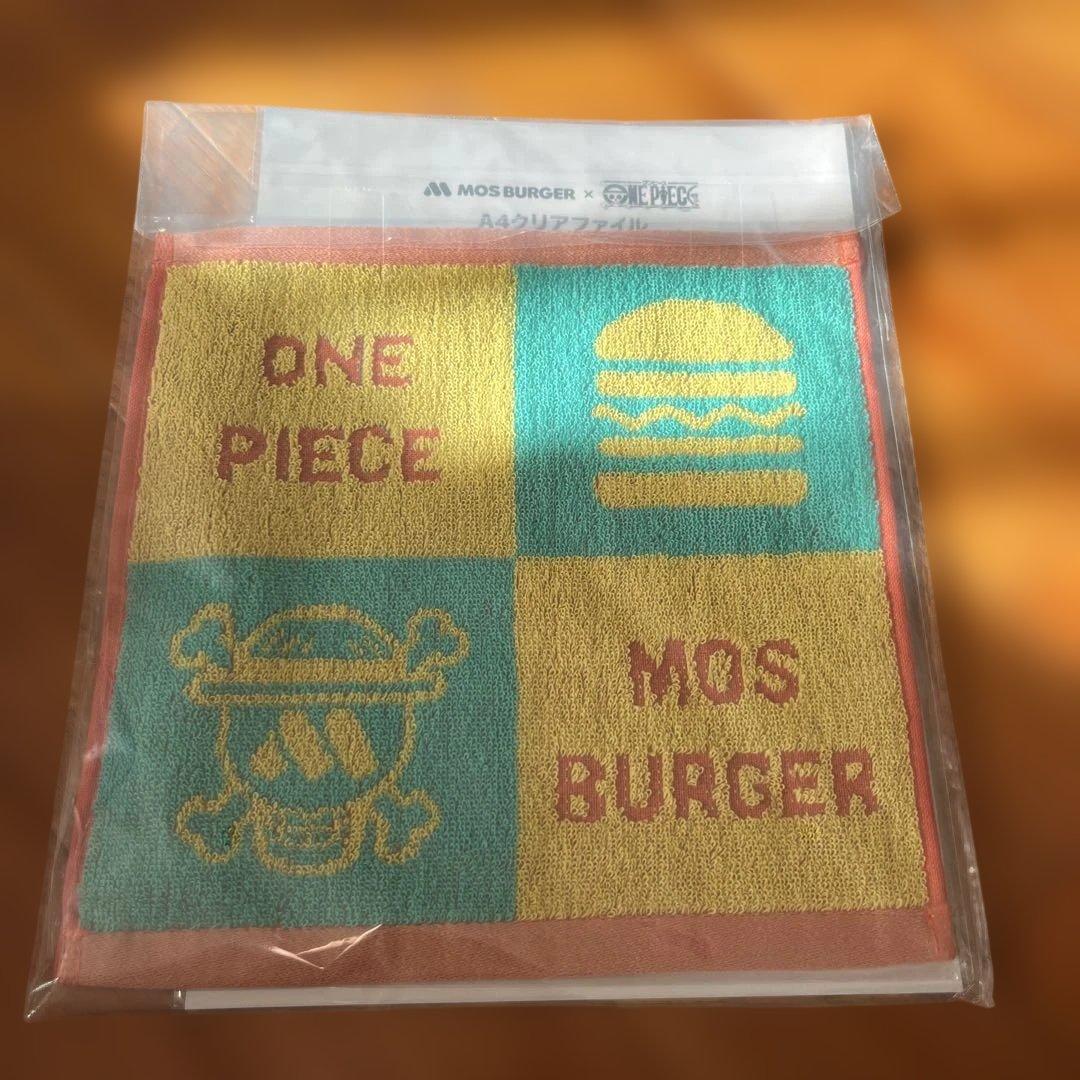 MOS BURGER × ONE PIECE
A4クリアファイル
ONE
PIECE
MOS
BURGER